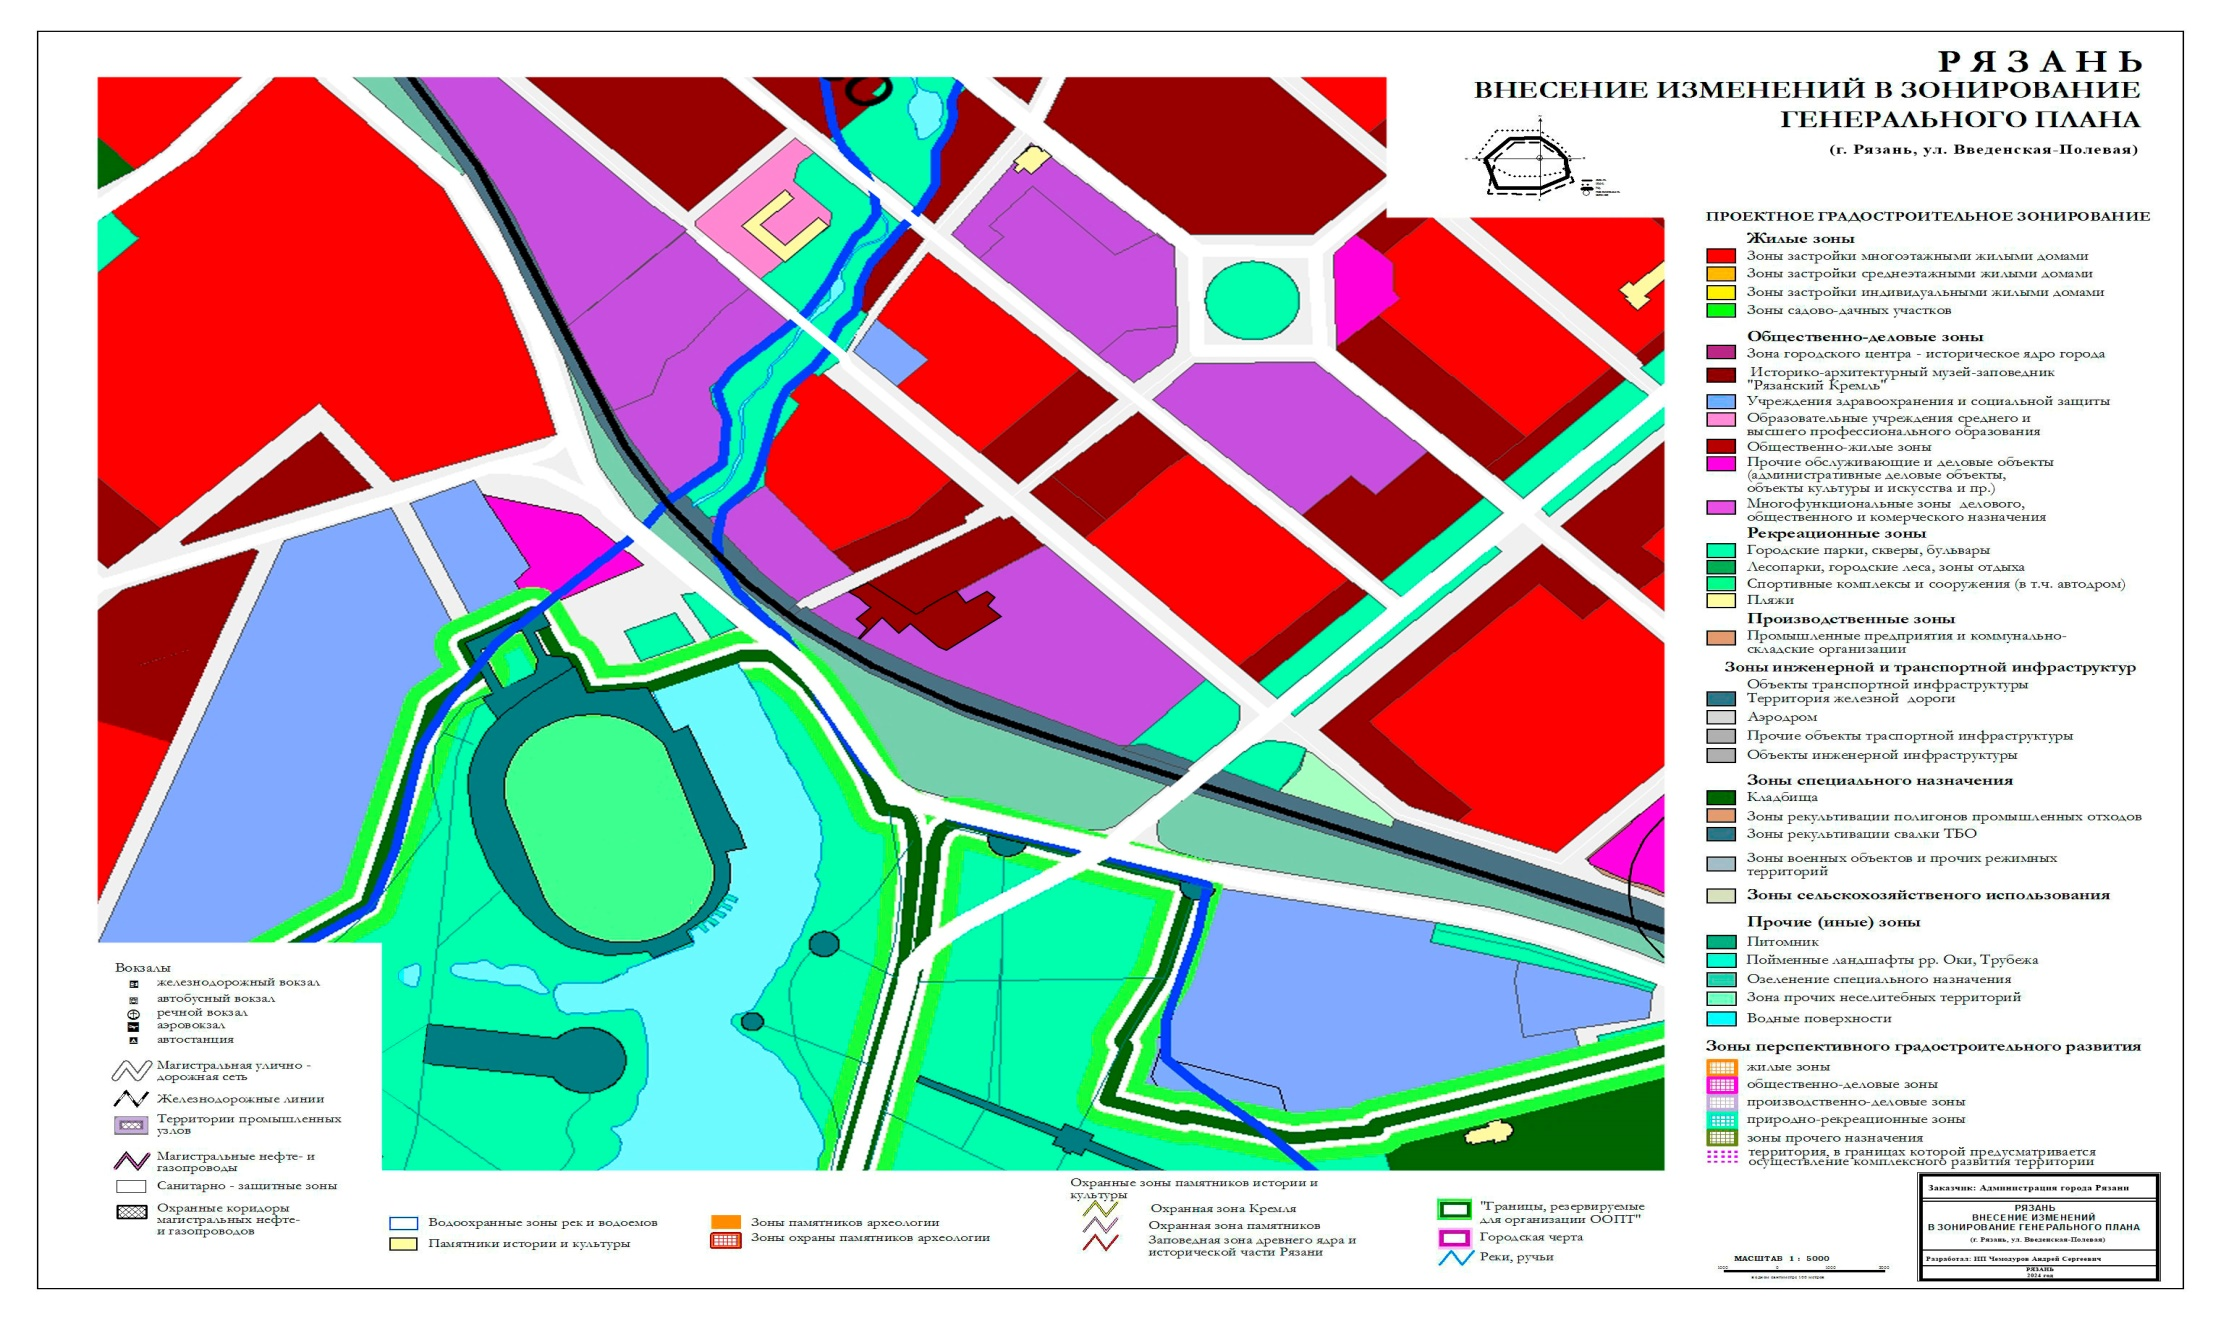 РЯЗАНЬ
ВНЕСЕНИЕ ИЗМЕНЕНИЙ В ЗОНИРОВАНИЕ
ГЕНЕРАЛЬНОГО ПЛАНА
(г. Рязань, ул. Введенская-Полевая)
ПРОЕКТНОЕ ГРАДОСТРОИТЕЛЬНОЕ ЗОНИРОВАНИЕ
Жилые зоны
Зоны застройки многоэтажными жилыми домами
Зоны застройки среднеэтажными жилыми домами
Зоны застройки индивидуальными жилыми домами
Зоны садово-дачных участков
Общественно-деловые зоны
Зона городского центра - историческое ядро города
Историко-архитектурный музей-заповедник
"Рязанский Кремль"
Учреждения здравоохранения и социальной защиты
Образовательные учреждения среднего и
высшего профессионального образования
Общественно-жилые зоны
Прочие обслуживающие и деловые объекты
(административные деловые объекты,
объекты культуры и искусства и пр.)
Многофункциональные зоны делового,
общественного и комерческого назначения
Рекреационные зоны
Городские парки, скверы, бульвары
Лесопарки, городские леса, зоны отдыха
Спортивные комплексы и сооружения (в т.ч. автодром)
Пляжи
Производственные зоны
Промышленные предприятия и коммунально-
складские организации
Зоны инженерной и транспортной инфраструктур
Объекты транспортной инфраструктуры
Территория железной дороги
Аэродром
Прочие объекты траспортной инфраструктуры
Объекты инженерной инфраструктуры
Зоны специального назначения
Кладбища
Зоны рекультивации полигонов промышленных отходов
Зоны рекультивации свалки ТБО
Зоны военных объектов и прочих режимных
территорий
Зоны сельскохозяйственого использования
Прочие (иные) зоны
Питомник
Пойменные ландшафты рр. Оки, Трубежа
Озеленение специального назначения
Зона прочих неселитебных территорий
Водные поверхности
Зоны перспективного градостроительного развития
жилые зоны
общественно-деловые зоны
производственно-деловые зоны
природно-рекреационные зоны
зоны прочего назначения
территория, в границах которой предусматривается
осуществление комплексного развития территории
Вокзалы
железнодорожный вокзал
автобусный вокзал
речной вокзал
аэровокзал
автостанция
Магистральная улично -
дорожная сеть
Железнодорожные линии
Территории промышленных
узлов
Магистральные нефте- и
газопроводы
Санитарно - защитные зоны
Охранные коридоры
магистральных нефте-
и газопроводов
Водоохранные зоны рек и водоемов
Памятники истории и культуры
Зоны памятников археологии
Зоны охраны памятников археологии
Охранные зоны памятников истории и
культуры
Охранная зона Кремля
Охранная зона памятников
Заповедная зона древнего ядра и
исторической части Рязани
"Границы, резервируемые
для организации ООПТ"
Городская черта
Реки, ручьи
МАСШТАБ 1 : 5000
Заказчик: Администрация города Рязани
РЯЗАНЬ
ВНЕСЕНИЕ ИЗМЕНЕНИЙ
В ЗОНИРОВАНИЕ ГЕНЕРАЛЬНОГО ПЛАНА
(г. Рязань, ул. Введенская-Полевая)
Разработал: ИП Чемодуров Андрей Сергеевич
РЯЗАНЬ
2024 год